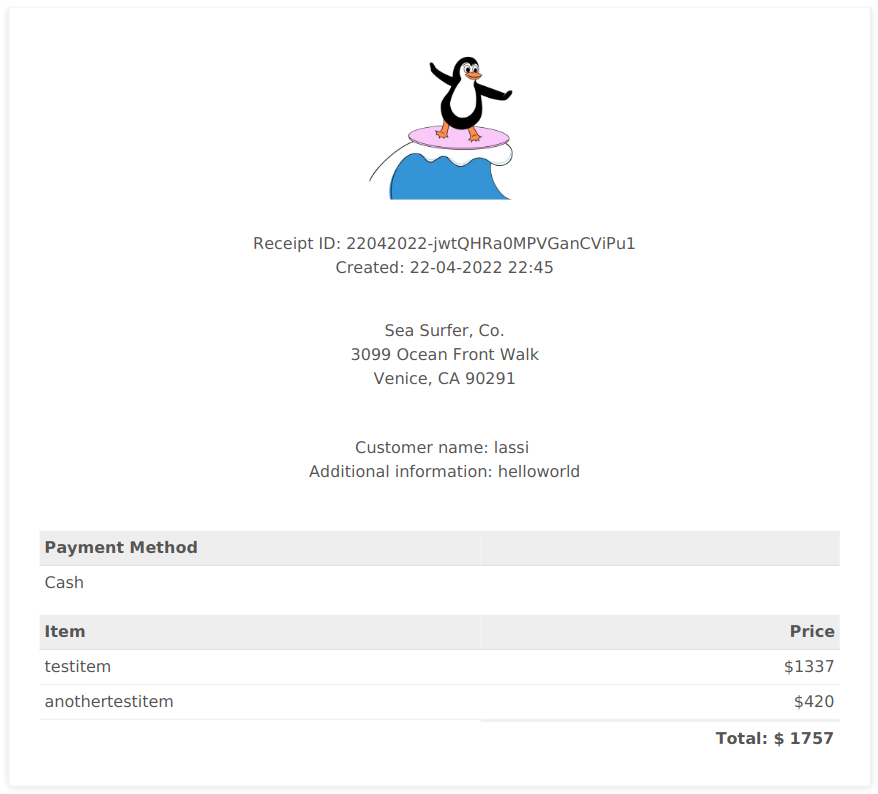 Receipt ID: 22042022-jwtQHRa0MPVGanCViPu1
Created: 22-04-2022 22:45
Sea Surfer, Co.
3099 Ocean Front Walk
Venice, CA 90291
Customer name: lassi
Additional information: helloworld
Payment Method
Cash
Item Price
testitem $1337
anothertestitem $420
Total: $ 1757